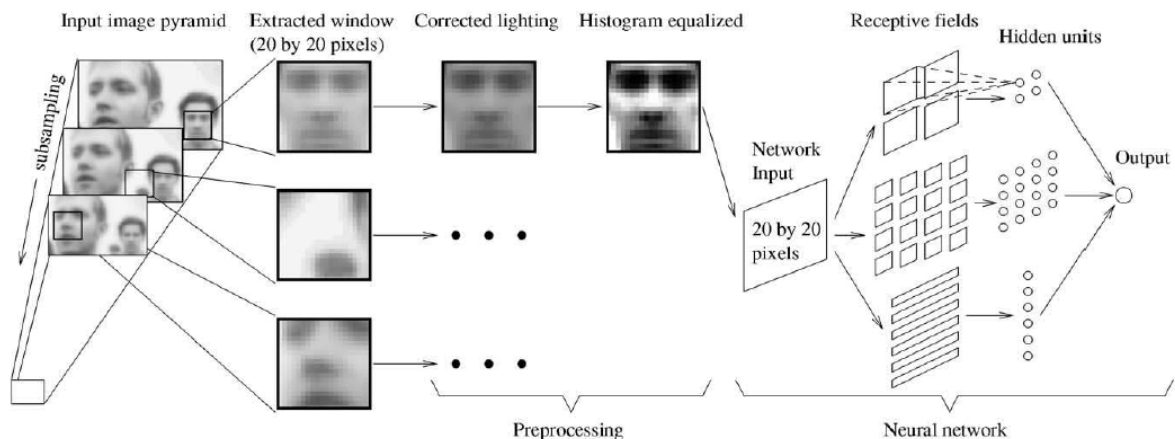 Input image pyramid
Extracted window
(20 by 20 pixels)
Corrected lighting
Histogram equalized
Receptive fields
Hidden units
subsampling
Network
Input
20 by 20
pixels
Output
Preprocessing
Neural network